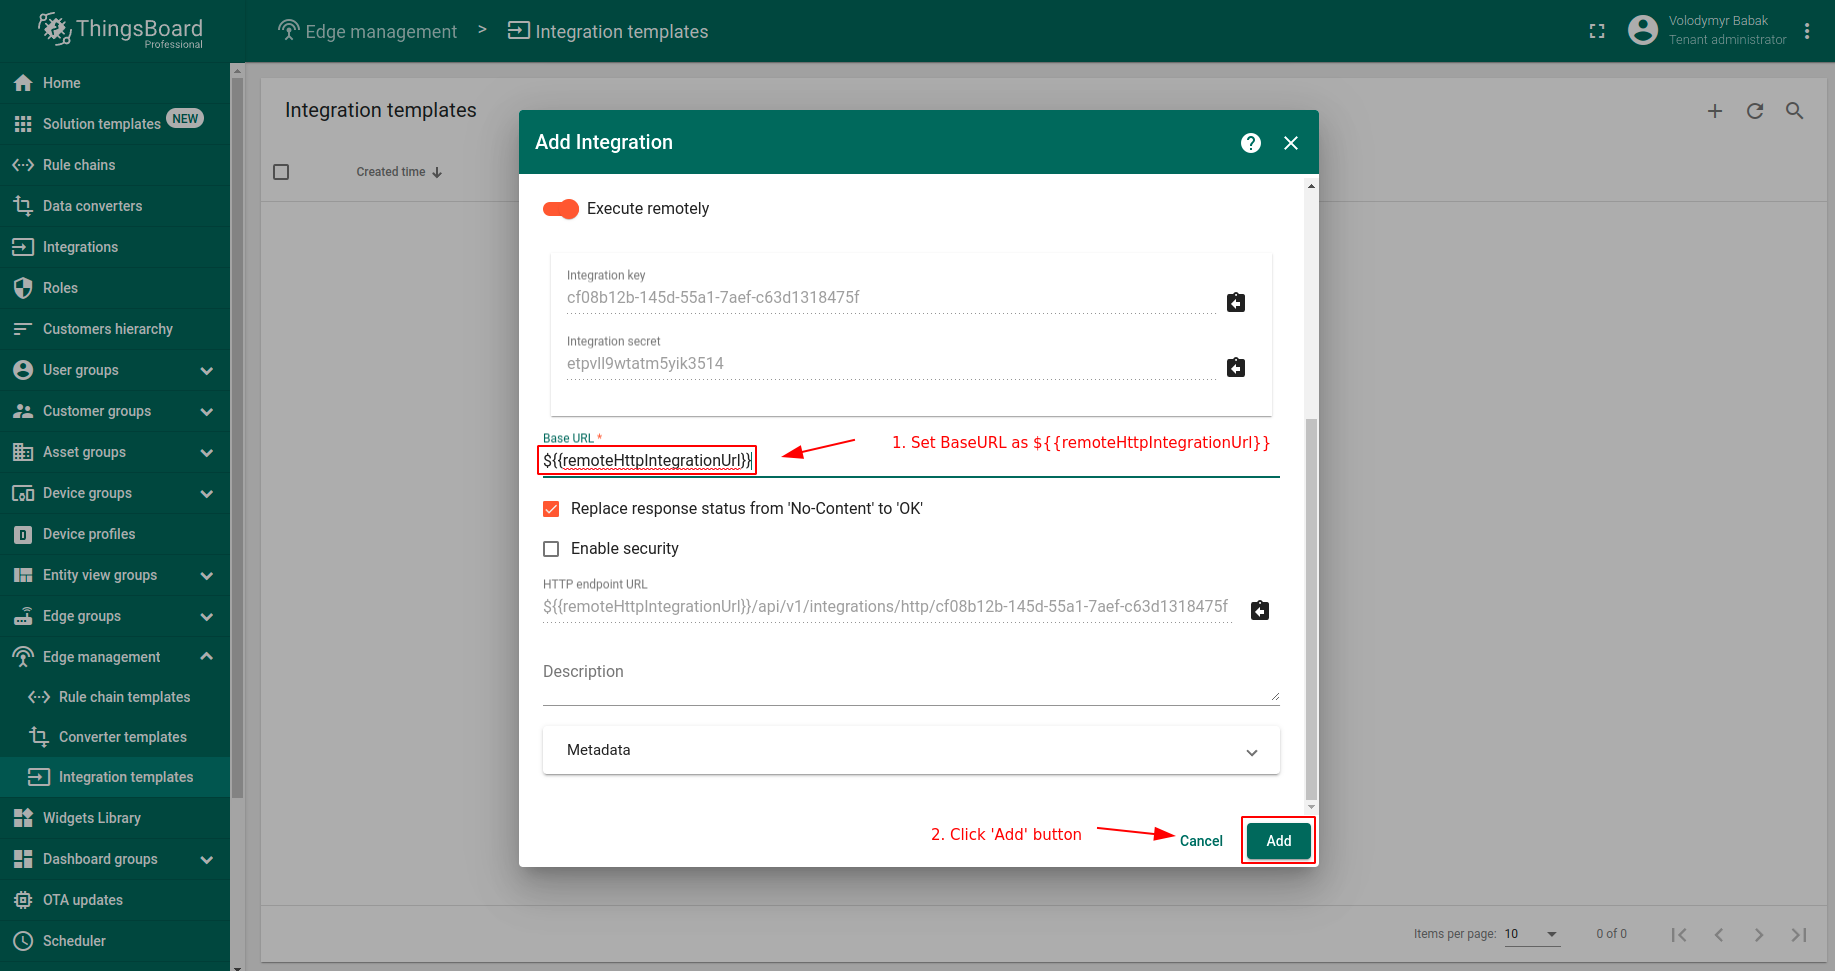 ThingsBoard
Professional
Edge management > Integration templates
Volodymyr Babak
Tenant administrator
Home
Solution templates NEW
Rule chains
Data converters
Integrations
Roles
Customers hierarchy
User groups
Customer groups
Asset groups
Device groups
Device profiles
Entity view groups
Edge groups
Edge management
Rule chain templates
Converter templates
Integration templates
Widgets Library
Dashboard groups
OTA updates
Scheduler
Integration templates
Created time
Add Integration
Execute remotely
Integration key
cf08b12b-145d-55a1-7aef-c63d1318475f
Integration secret
etpvll9wtatm5yik3514
Base URL *
${{remoteHttpIntegrationUrl}}
1. Set BaseURL as ${{remoteHttpIntegrationUrl}}
Replace response status from 'No-Content' to 'OK'
Enable security
HTTP endpoint URL
${{remoteHttpIntegrationUrl}}/api/v1/integrations/http/cf08b12b-145d-55a1-7aef-c63d1318475f
Description
Metadata
2. Click 'Add' button
Cancel
Add
Items per page: 10
0 of 0